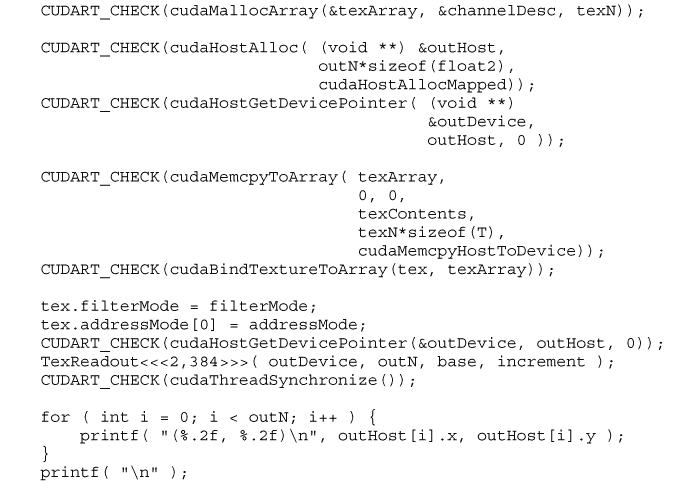 CUDART_CHECK(cudaMallocArray(&texArray, &channelDesc, texN));
CUDART_CHECK(cudaHostAlloc( (void **) &outHost,
outN*sizeof(float2),
cudaHostAllocMapped));
CUDART_CHECK(cudaHostGetDevicePointer( (void **)
&outDevice,
outHost, 0 ));
CUDART_CHECK(cudaMemcpyToArray( texArray,
0, 0,
texContents,
texN*sizeof(T),
cudaMemcpyHostToDevice));
CUDART_CHECK(cudaBindTextureToArray(tex, texArray));
tex.filterMode = filterMode;
tex.addressMode[0] = addressMode;
CUDART_CHECK(cudaHostGetDevicePointer(&outDevice, outHost, 0));
TexReadout<<<2,384>>>( outDevice, outN, base, increment );
CUDART_CHECK(cudaThreadSynchronize());
for ( int i = 0; i < outN; i++ ) {
printf( "(%.2f, %.2f)\n", outHost[i].x, outHost[i].y );
}
printf( "\n" );